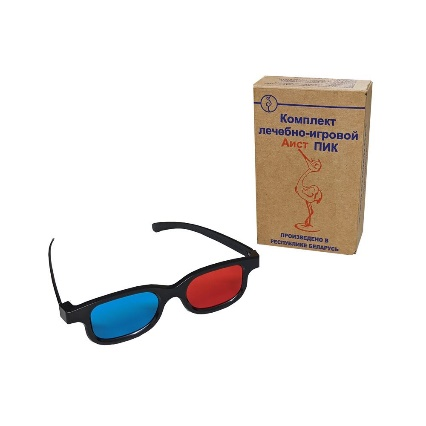 Комплект
лечебно-игровой
Аист ПИК
ПРОИЗВЕДЕНО В
РЕСПУБЛИКЕ БЕЛАРУСЬ